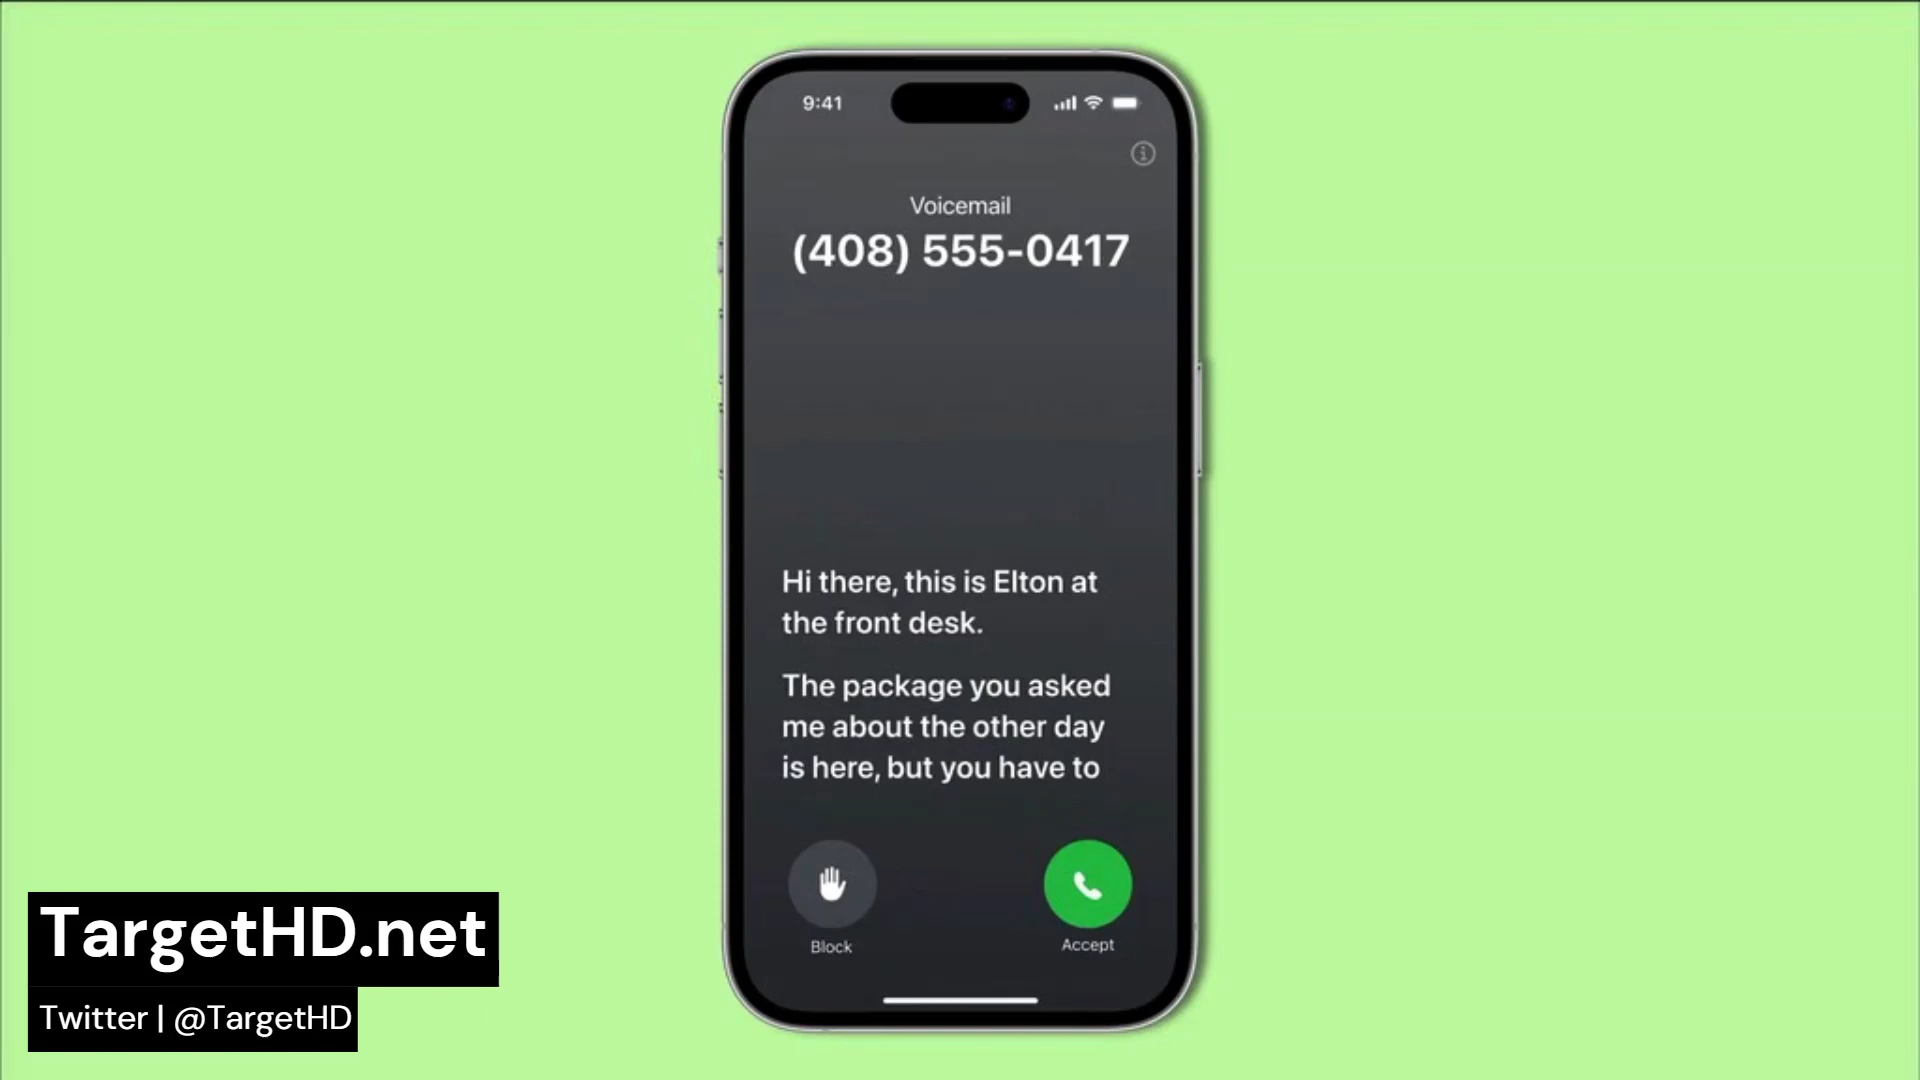 9:41
Voicemail
(408) 555-0417
Hi there, this is Elton at
the front desk.
The package you asked
me about the other day
is here, but you have to
Block
Accept
TargetHD.net
Twitter | @TargetHD